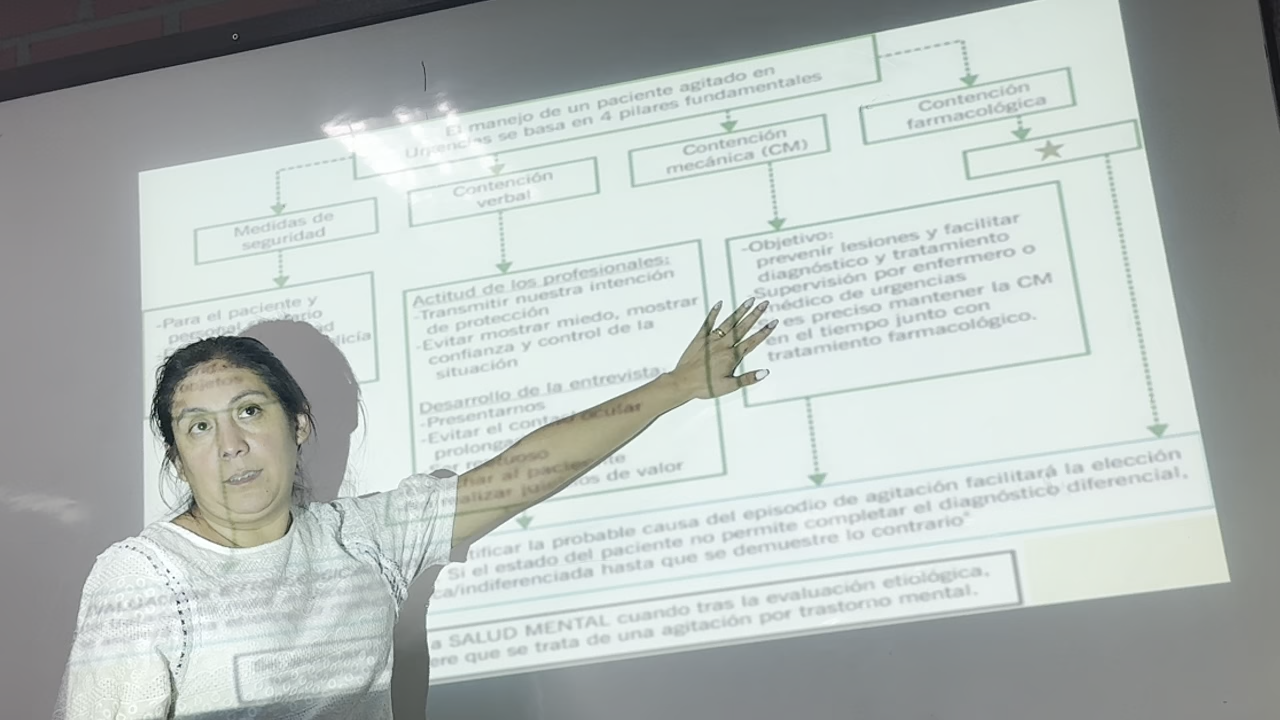 El manejo de un paciente agitado en
Urgencias se basa en 4 pilares fundamentales
Medidas de
seguridad
Contención
verbal
Contención
mecánica (CM)
Contención
farmacológica
-Para el paciente y
Actitud de los profesionales:
-Transmitir nuestra intención
de protección
-Evitar mostrar miedo, mostrar
confianza y control de la
situación
Desarrollo de la entrevista:
-Presentarnos
-Evitar el contacto ocular
de valor
-Objetivo:
prevenir lesiones y facilitar
diagnóstico y tratamiento
Supervisión por enfermero o
médico de urgencias
es preciso mantener la CM
en el tiempo junto con
tratamiento farmacológico.
la probable causa del episodio de agitación facilitará la elección
Si el estado del paciente no permite completar el diagnóstico diferencial,
/indiferenciada hasta que se demuestre lo contrario
a SALUD MENTAL cuando tras la evaluación etiológica,
que se trata de una agitación por trastorno mental.